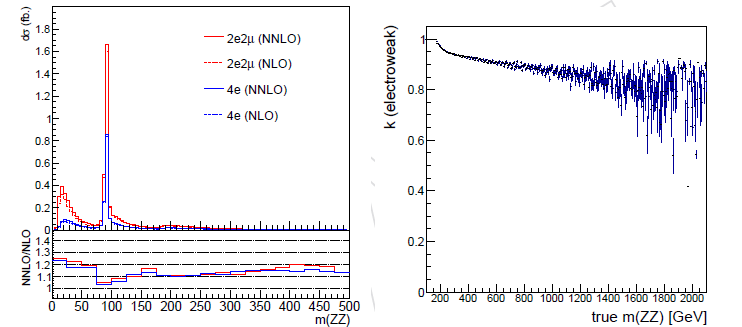 dσ (fb.)
1.8
1.6
1.4
1.2
1
0.8
0.6
0.4
0.2
0
2e2μ (NNLO)
2e2μ (NLO)
4e (NNLO)
4e (NLO)
NNLO/NLO
1.4
1.3
1.2
1.1
1
0 50 100 150 200 250 300 350 400 450 500
m(ZZ)
k (electroweak)
1
0.8
0.6
0.4
0.2
0
200 400 600 800 1000 1200 1400 1600 1800 2000
true m(ZZ) [GeV]